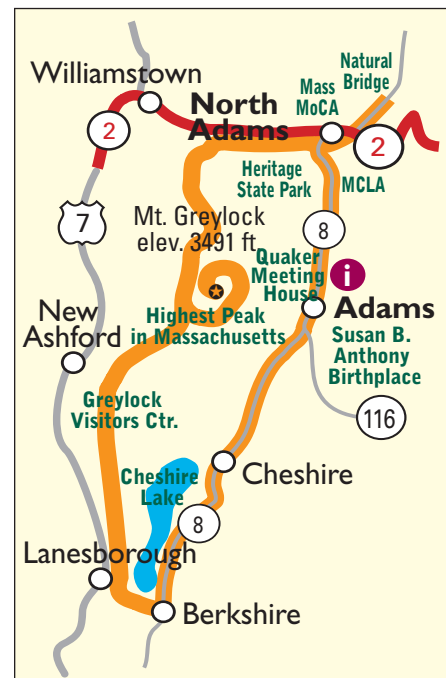 Natural
Bridge
Williamstown
Mass
MoCA
North
Adams
2
2
Heritage
State Park
MCLA
7
Mt. Greylock
elev. 3491 ft
8
Quaker
Meeting
House
i
New
Ashford
Highest Peak
in Massachusetts
Adams
Susan B.
Anthony
Birthplace
Greylock
Visitors Ctr.
116
Cheshire
Lake
Cheshire
8
Lanesborough
Berkshire